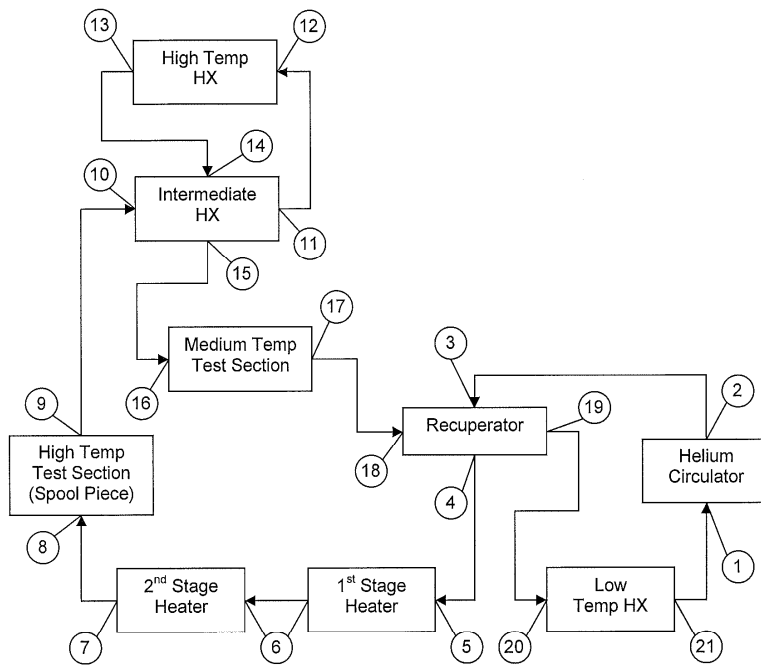 13
12
High Temp
HX
14
10
Intermediate
HX
11
15
17
Medium Temp
Test Section
16
3
2
9
19
Recuperator
High Temp
Test Section
(Spool Piece)
18
4
Helium
Circulator
8
1
2nd Stage
Heater
1st Stage
Heater
Low
Temp HX
7
6
5
20
21